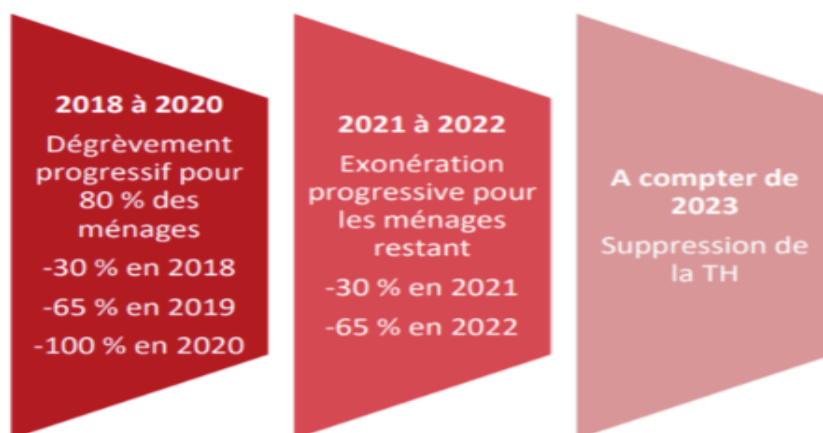 2018 à 2020
Dégrèvement
progressif pour
80 % des
ménages
-30 % en 2018
-65 % en 2019
-100 % en 2020
2021 à 2022
Exonération
progressive pour
les ménages
restant
-30 % en 2021
-65 % en 2022
A compter de
2023
Suppression de
la TH